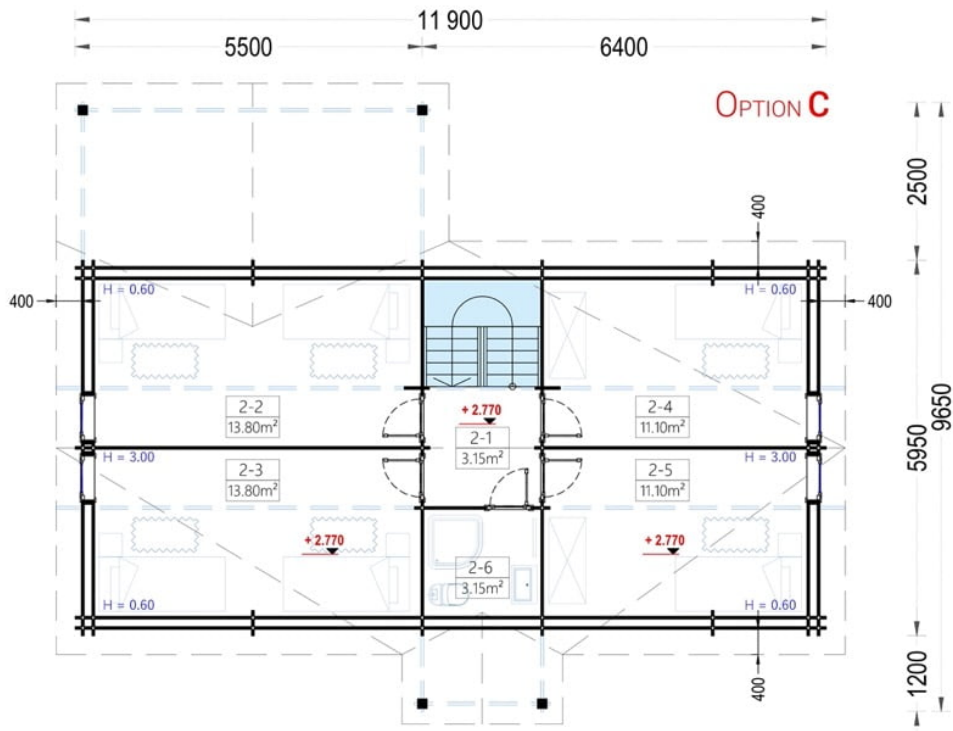 11 900
5500
6400
OPTION C
2500
400
400
H = 0.60
H = 0.60
400
+ 2.770
2-2
13.80m²
2-1
3.15m²
2-4
11.10m²
5950
9650
H = 3.00
H = 3.00
2-3
13.80m²
2-5
11.10m²
+ 2.770
+ 2.770
2-6
3.15m²
H = 0.60
H = 0.60
1200
400